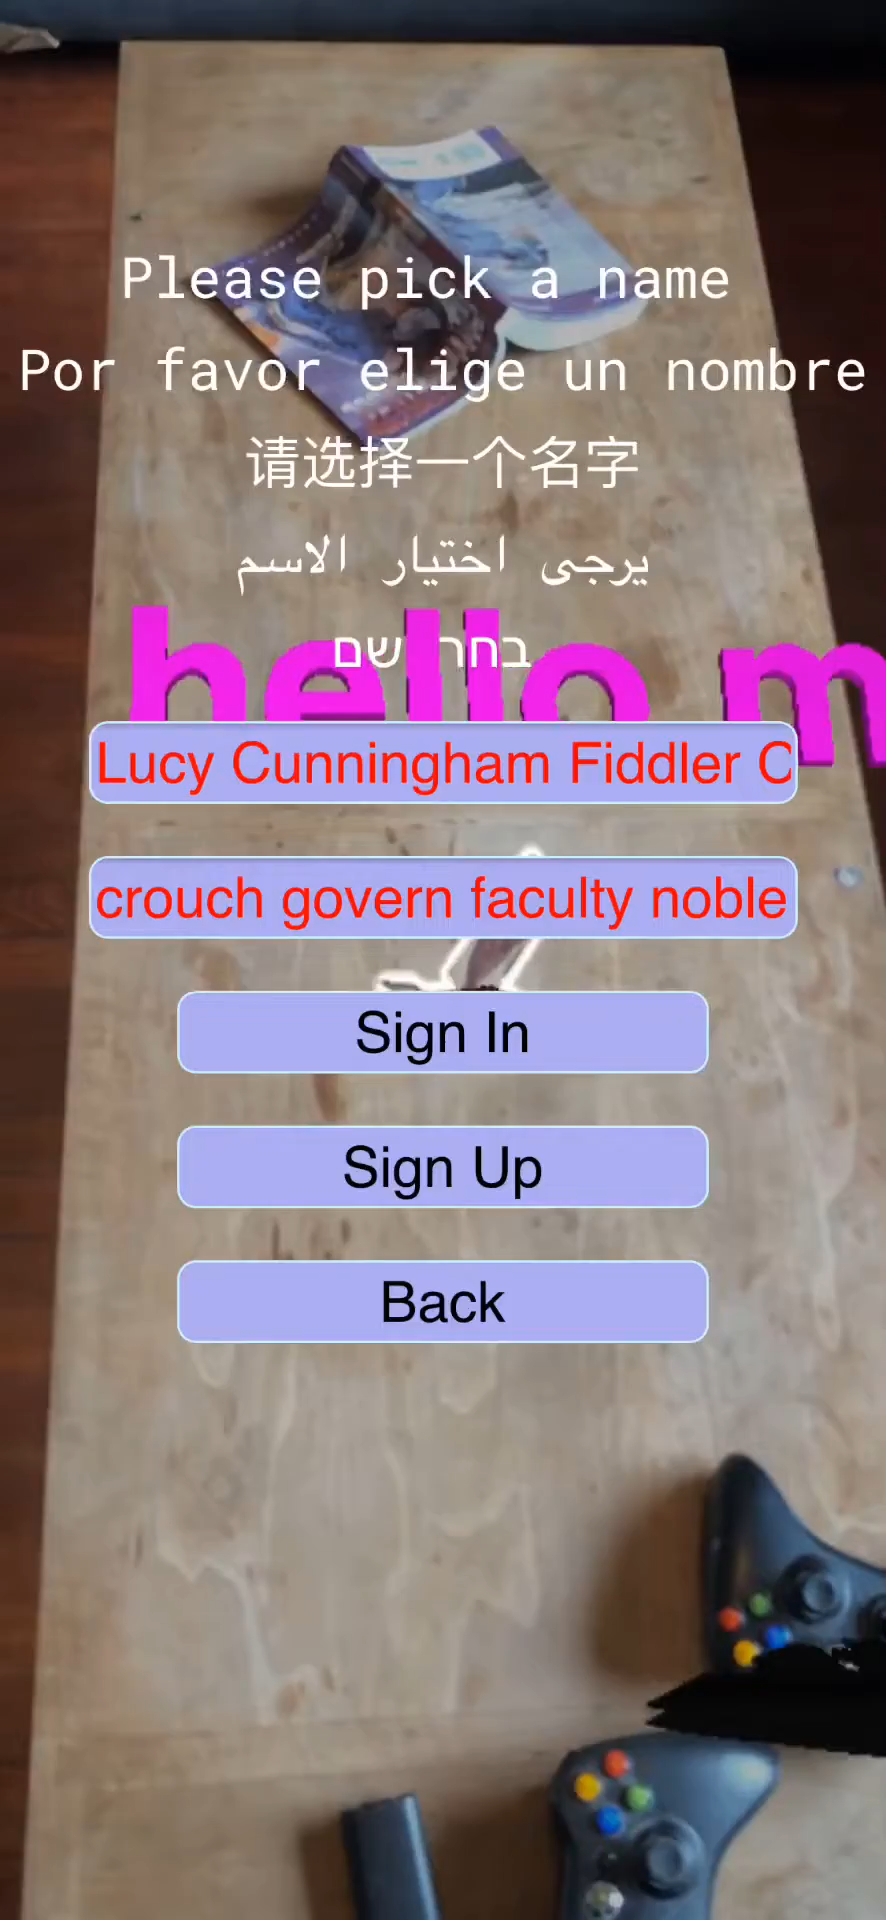 Please pick a name
Por favor elige un nombre
请选择一个名字
يرجى اختيار الاسم
בחר שם
hello m
Lucy Cunningham Fiddler C
crouch govern faculty noble
Sign In
Sign Up
Back